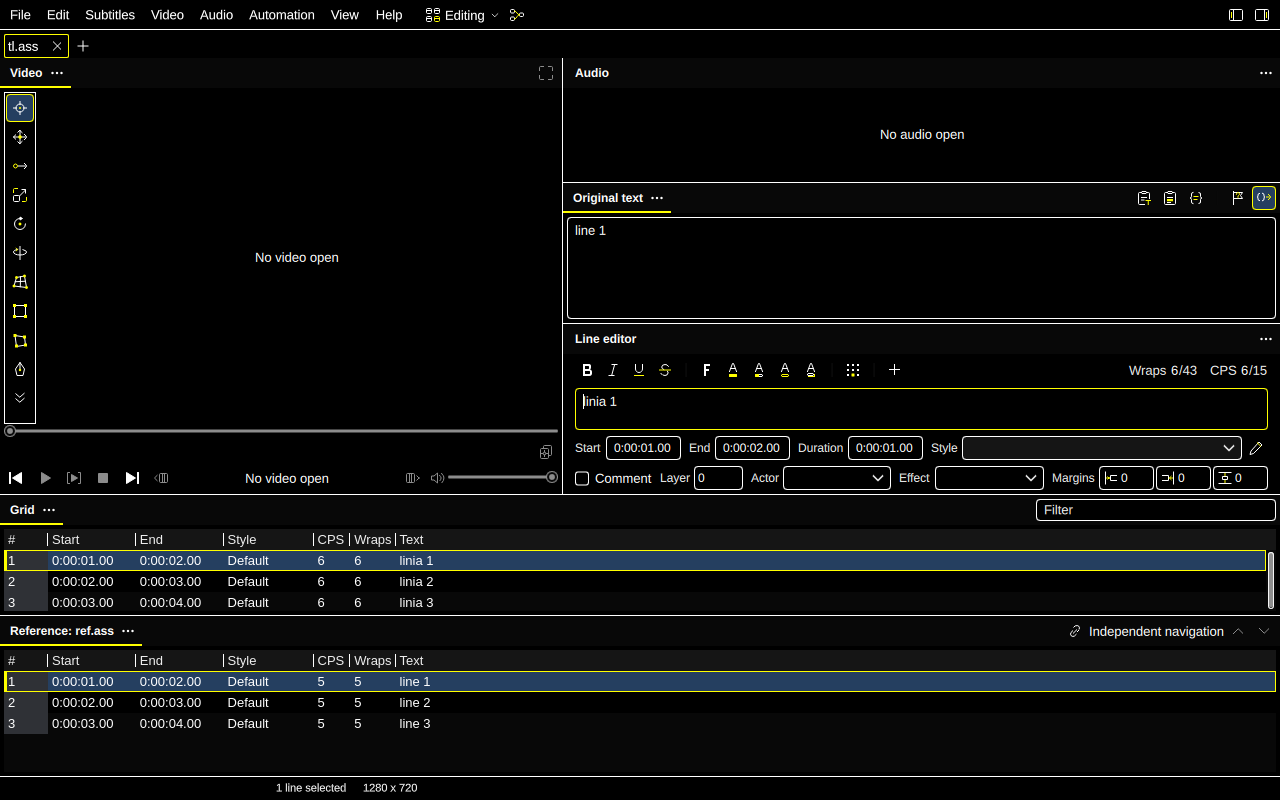 File Edit Subtitles Video Audio Automation View Help Editing
tl.ass
Video
Audio
No audio open
Original text
line 1
No video open
Line editor
B I U S F A A A A Wraps 6/43 CPS 6/15
linia 1
Start 0:00:01.00 End 0:00:02.00 Duration 0:00:01.00 Style
No video open
Comment Layer 0 Actor Effect Margins 0 0 0
Grid
Filter
# Start End Style CPS Wraps Text
1 0:00:01.00 0:00:02.00 Default 6 6 linia 1
2 0:00:02.00 0:00:03.00 Default 6 6 linia 2
3 0:00:03.00 0:00:04.00 Default 6 6 linia 3
Reference: ref.ass
Independent navigation
# Start End Style CPS Wraps Text
1 0:00:01.00 0:00:02.00 Default 5 5 line 1
2 0:00:02.00 0:00:03.00 Default 5 5 line 2
3 0:00:03.00 0:00:04.00 Default 5 5 line 3
1 line selected 1280 x 720